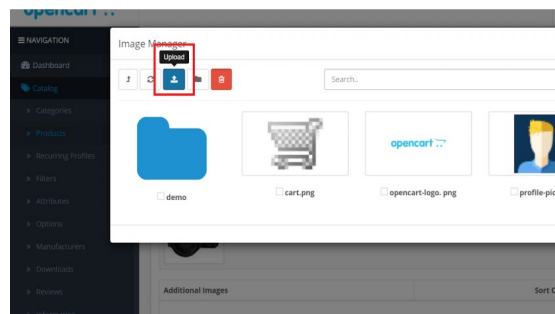 opencart
NAVIGATION
Image Manager
Upload
Dashboard
Search..
Catalog
Categories
Products
opencart
Recurring Profiles
Filters
demo
cart.png
opencart-logo. png
profile-pic
Attributes
Options
Manufacturers
Downloads
Additional Images
Sort O
Reviews